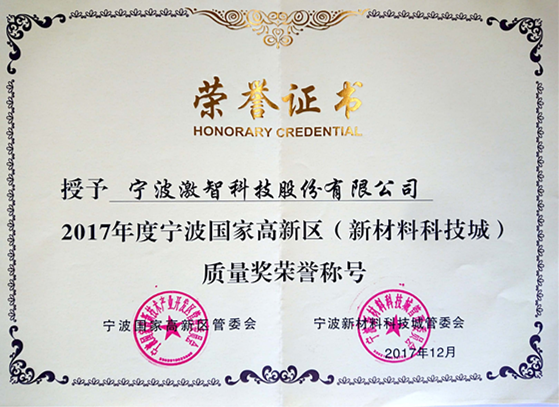 荣誉证书
HONORARY CREDENTIAL
授予 宁波激智科技股份有限公司
2017年度宁波国家高新区（新材料科技城）
质量奖荣誉称号
宁波国家高新区管委会 宁波新材料科技城管委会
2017年12月